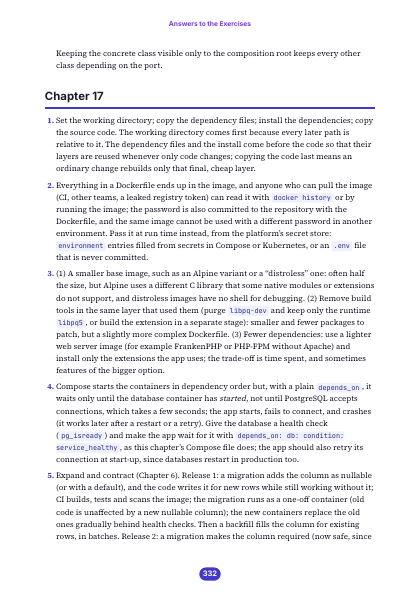 Answers to the Exercises
Keeping the concrete class visible only to the composition root keeps every other
class depending on the port.
Chapter 17
1. Set the working directory; copy the dependency files; install the dependencies; copy
the source code. The working directory comes first because every later path is
relative to it. The dependency files and the install come before the code so that their
layers are reused whenever only code changes; copying the code last means an
ordinary change rebuilds only that final, cheap layer.
2. Everything in a Dockerfile ends up in the image, and anyone who can pull the image
(CI, other teams, a leaked registry token) can read it with docker history or by
running the image; the password is also committed to the repository with the
Dockerfile, and the same image cannot be used with a different password in another
environment. Pass it at run time instead, from the platform's secret store:
environment entries filled from secrets in Compose or Kubernetes, or an .env file
that is never committed.
3. (1) A smaller base image, such as an Alpine variant or a “distroless” one: often half
the size, but Alpine uses a different C library that some native modules or extensions
do not support, and distroless images have no shell for debugging. (2) Remove build
tools in the same layer that used them (purge libpq-dev and keep only the runtime
libpq5, or build the extension in a separate stage): smaller and fewer packages to
patch, but a slightly more complex Dockerfile. (3) Fewer dependencies: use a lighter
web server image (for example FrankenPHP or PHP-FPM without Apache) and
install only the extensions the app uses; the trade-off is time spent, and sometimes
features of the bigger option.
4. Compose starts the containers in dependency order but, with a plain depends_on, it
waits only until the database container has started, not until PostgreSQL accepts
connections, which takes a few seconds; the app starts, fails to connect, and crashes
(it works later after a restart or a retry). Give the database a health check
(pg_isready) and make the app wait for it with depends_on: db: condition:
service_healthy, as this chapter's Compose file does; the app should also retry its
connection at start-up, since databases restart in production too.
5. Expand and contract (Chapter 6). Release 1: a migration adds the column as nullable
(or with a default), and the code writes it for new rows while still working without it;
CI builds, tests and scans the image; the migration runs as a one-off container (old
code is unaffected by a new nullable column); the new containers replace the old
ones gradually behind health checks. Then a backfill fills the column for existing
rows, in batches. Release 2: a migration makes the column required (now safe, since
332